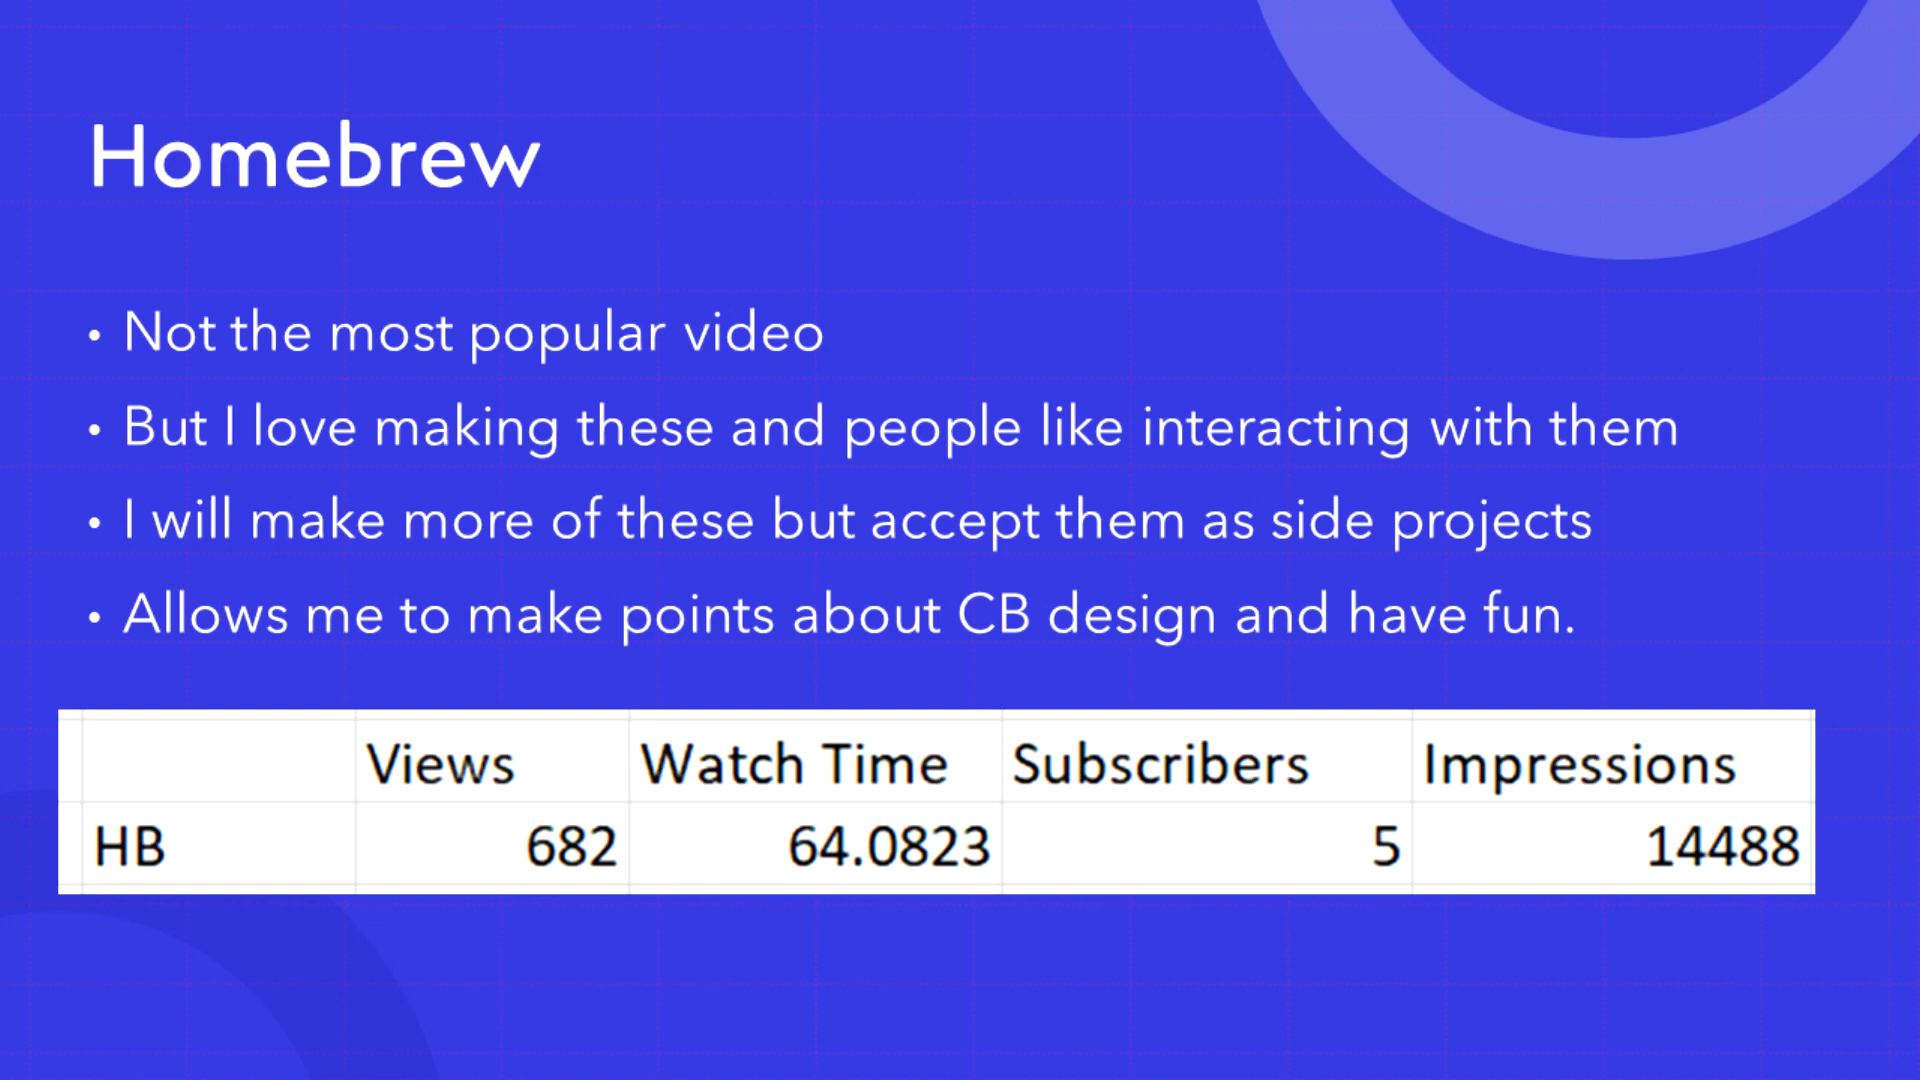 Homebrew
• Not the most popular video
• But I love making these and people like interacting with them
• I will make more of these but accept them as side projects
• Allows me to make points about CB design and have fun.
Views Watch Time Subscribers Impressions
HB 682 64.0823 5 14488